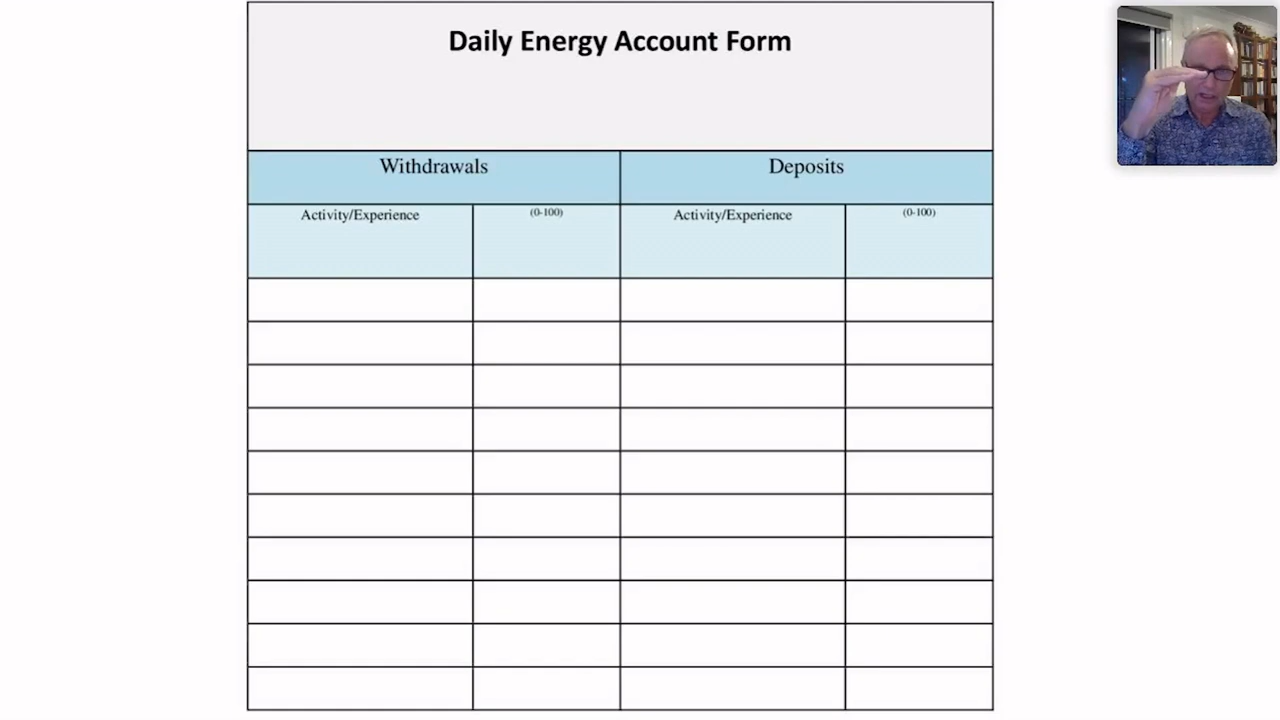 Daily Energy Account Form
Withdrawals
Deposits
Activity/Experience
(0-100)
Activity/Experience
(0-100)